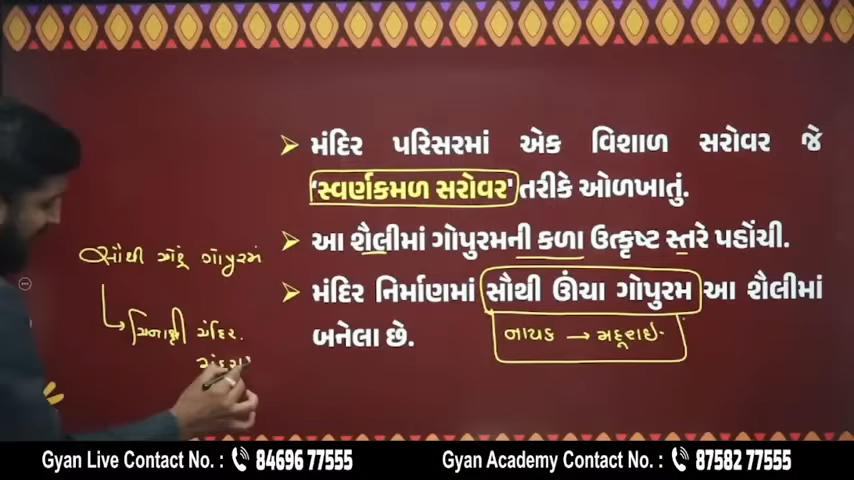 ➤ મંદિર પરિસરમાં એક વિશાળ સરોવર જે
'સ્વર્ણકમળ સરોવર' તરીકે ઓળખાતું.
➤ આ શૈલીમાં ગોપુરમની કળા ઉત્કૃષ્ટ સ્તરે પહોંચી.
➤ મંદિર નિર્માણમાં સૌથી ઊંચા ગોપુરમ આ શૈલીમાં
બનેલા છે.
નાયક → મદૂરાઇ
સૌથી ગોપુરમ
મંદિર
Gyan Live Contact No. : 84696 77555
Gyan Academy Contact No. : 87582 77555